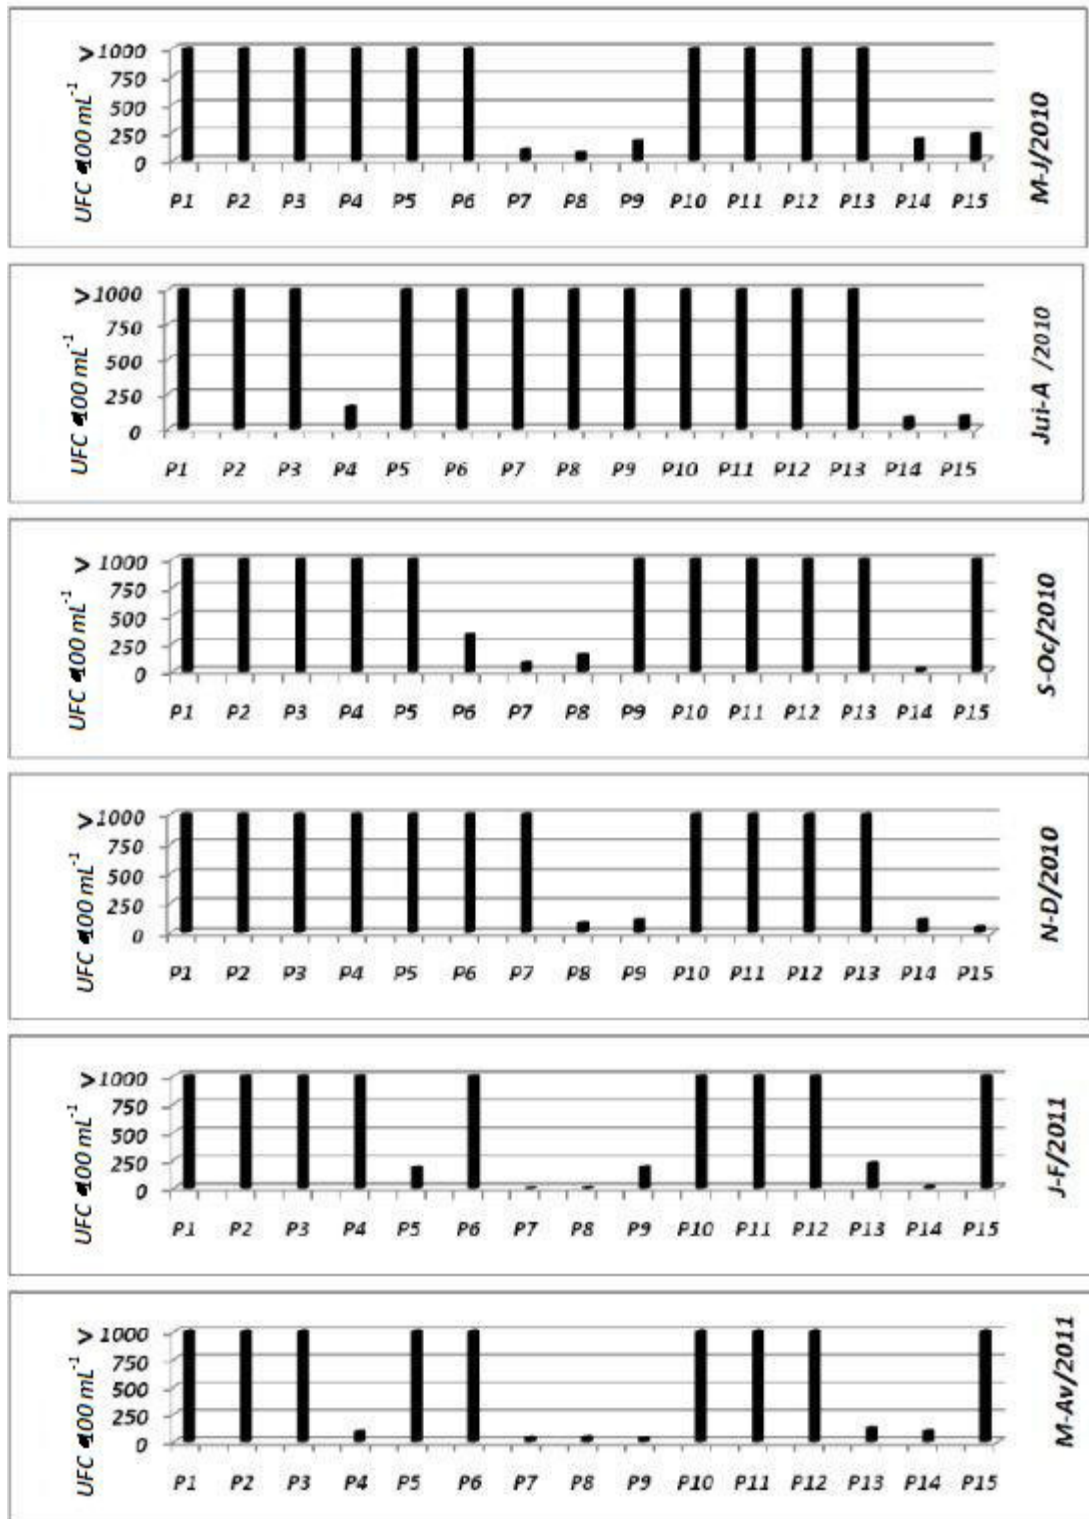 UFC • 100 mL⁻¹
> 1000
750
500
250
0
P1 P2 P3 P4 P5 P6 P7 P8 P9 P10 P11 P12 P13 P14 P15
M-J/2010
UFC • 100 mL⁻¹
> 1000
750
500
250
0
P1 P2 P3 P4 P5 P6 P7 P8 P9 P10 P11 P12 P13 P14 P15
Jui-A /2010
UFC • 100 mL⁻¹
> 1000
750
500
250
0
P1 P2 P3 P4 P5 P6 P7 P8 P9 P10 P11 P12 P13 P14 P15
S-Oc/2010
UFC • 100 mL⁻¹
> 1000
750
500
250
0
P1 P2 P3 P4 P5 P6 P7 P8 P9 P10 P11 P12 P13 P14 P15
N-D/2010
UFC • 100 mL⁻¹
> 1000
750
500
250
0
P1 P2 P3 P4 P5 P6 P7 P8 P9 P10 P11 P12 P13 P14 P15
J-F/2011
UFC • 100 mL⁻¹
> 1000
750
500
250
0
P1 P2 P3 P4 P5 P6 P7 P8 P9 P10 P11 P12 P13 P14 P15
M-Av/2011